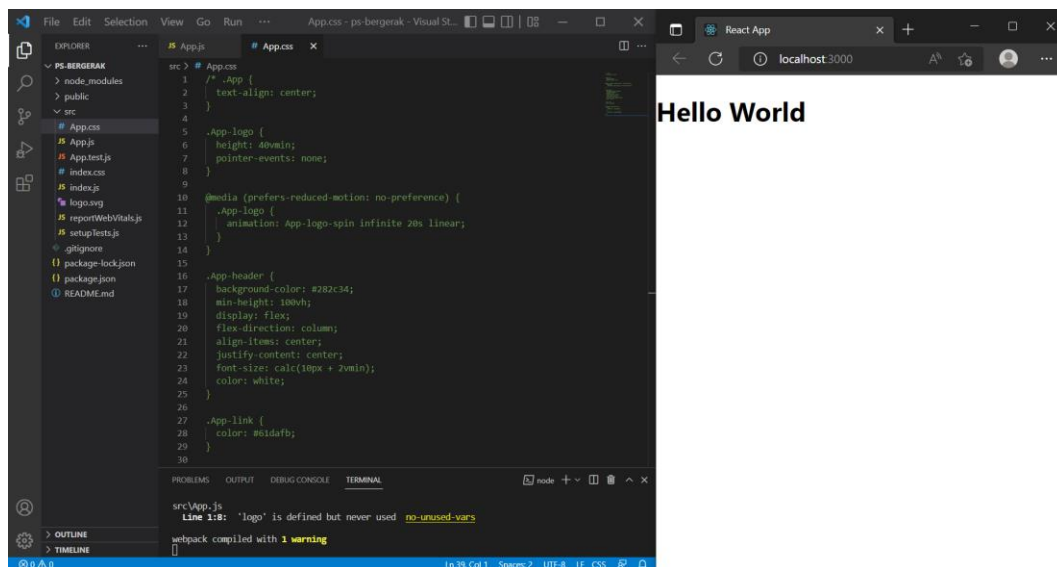 File Edit Selection View Go Run ... App.css - ps-bergerak - Visual St...
EXPLORER ...
PS-BERGERAK
> node_modules
> public
src
# App.css
JS App.js
JS App.test.js
# index.css
JS index.js
logo.svg
JS reportWebVitals.js
JS setupTests.js
.gitignore
{} package-lock.json
{} package.json
README.md
> OUTLINE
> TIMELINE
JS App.js # App.css ×
src > # App.css
1 /* .App {
2 text-align: center;
3 }
4
5 .App-logo {
6 height: 40vmin;
7 pointer-events: none;
8 }
9
10 @media (prefers-reduced-motion: no-preference) {
11 .App-logo {
12 animation: App-logo-spin infinite 20s linear;
13 }
14 }
15
16 .App-header {
17 background-color: #282c34;
18 min-height: 100vh;
19 display: flex;
20 flex-direction: column;
21 align-items: center;
22 justify-content: center;
23 font-size: calc(10px + 2vmin);
24 color: white;
25 }
26
27 .App-link {
28 color: #61dafb;
29 }
30
PROBLEMS OUTPUT DEBUG CONSOLE TERMINAL node
src\App.js
Line 1:8: 'logo' is defined but never used no-unused-vars
webpack compiled with 1 warning
0 0 Ln 39, Col 1 Spaces: 2 UTF-8 LF CSS
React App
localhost:3000
Hello World